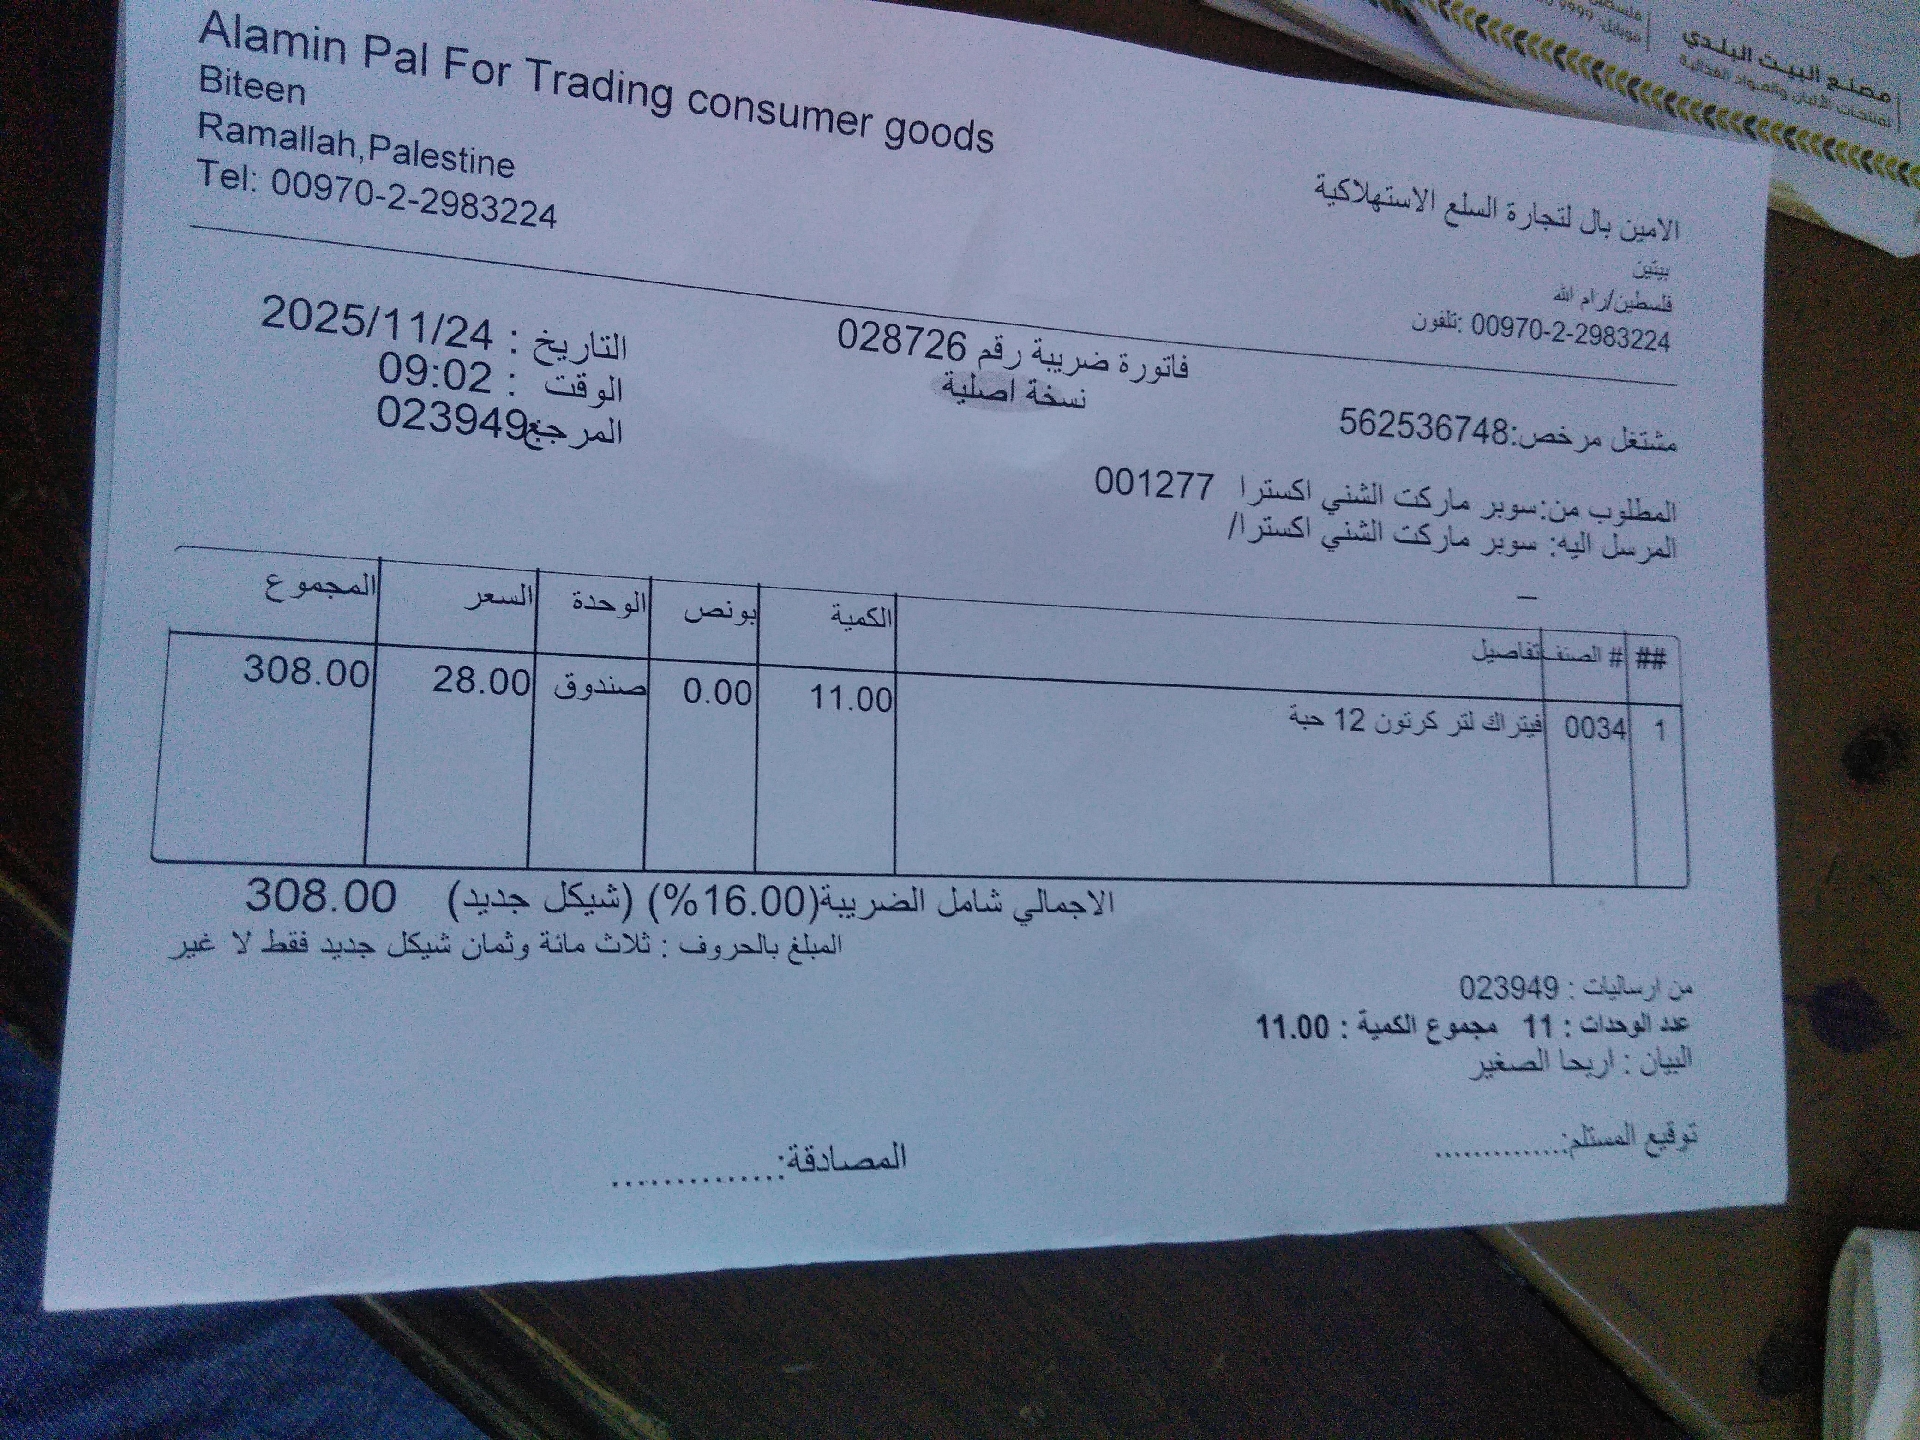 مصنع البيت البلدي
Alamin Pal For Trading consumer goods
Biteen
Ramallah,Palestine
Tel: 00970-2-2983224
الامين بال لتجارة السلع الاستهلاكية
بيتين
فلسطين/رام الله
تلفون: 00970-2-2983224
التاريخ : 2025/11/24
الوقت : 09:02
المرجع023949
فاتورة ضريبة رقم 028726
نسخة اصلية
مشتغل مرخص:562536748
المطلوب من:سوبر ماركت الشني اكسترا 001277
المرسل اليه: سوبر ماركت الشني اكسترا/
_
## # الصنف تفاصيل الكمية بونص الوحدة السعر المجموع
1 0034 فيتراك لتر كرتون 12 حبة 11.00 0.00 صندوق 28.00 308.00
الاجمالي شامل الضريبة(16.00%) (شيكل جديد) 308.00
المبلغ بالحروف : ثلاث مائة وثمان شيكل جديد فقط لا غير
من ارساليات : 023949
عدد الوحدات : 11 مجموع الكمية : 11.00
البيان : اريحا الصغير
توقيع المستلم:..............
المصادقة:..............